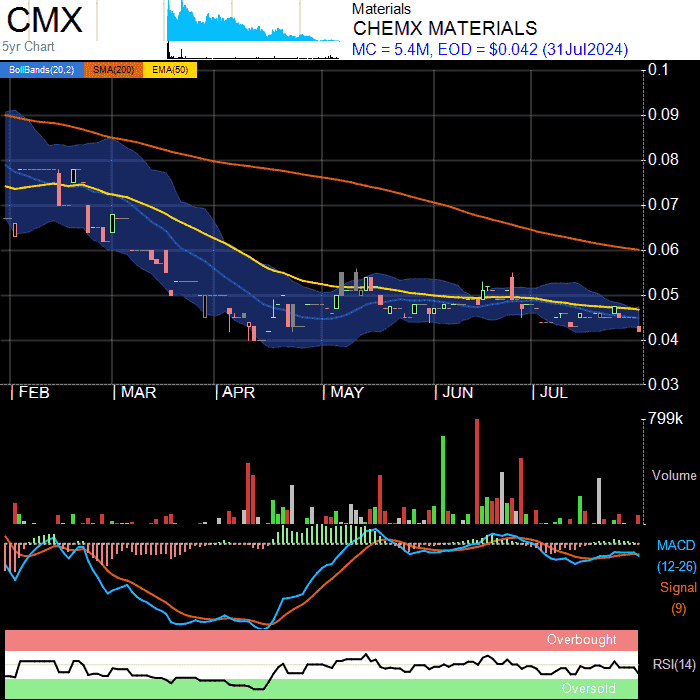 CMX
5yr Chart
Materials
CHEMX MATERIALS
MC = 5.4M, EOD = $0.042 (31Jul2024)
BollBands(20,2) SMA(200) EMA(50)
0.1
0.09
0.08
0.07
0.06
0.05
0.04
0.03
FEB MAR APR MAY JUN JUL
799k
Volume
MACD
(12-26)
Signal
(9)
Overbought
RSI(14)
Oversold